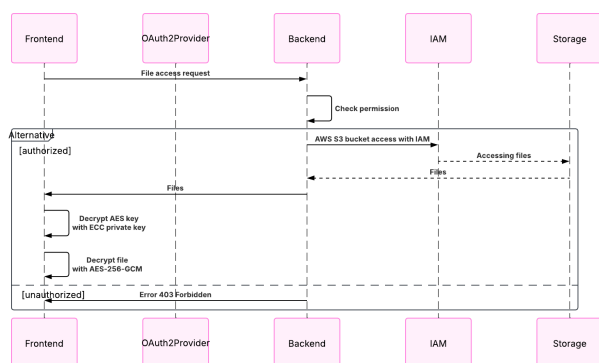 Frontend
OAuth2Provider
Backend
IAM
Storage
File access request
Check permission
Alternative
AWS S3 bucket access with IAM
[authorized]
Accessing files
Files
Files
Decrypt AES key
with ECC private key
Decrypt file
with AES-256-GCM
[unauthorized]
Error 403 Forbidden
Frontend
OAuth2Provider
Backend
IAM
Storage